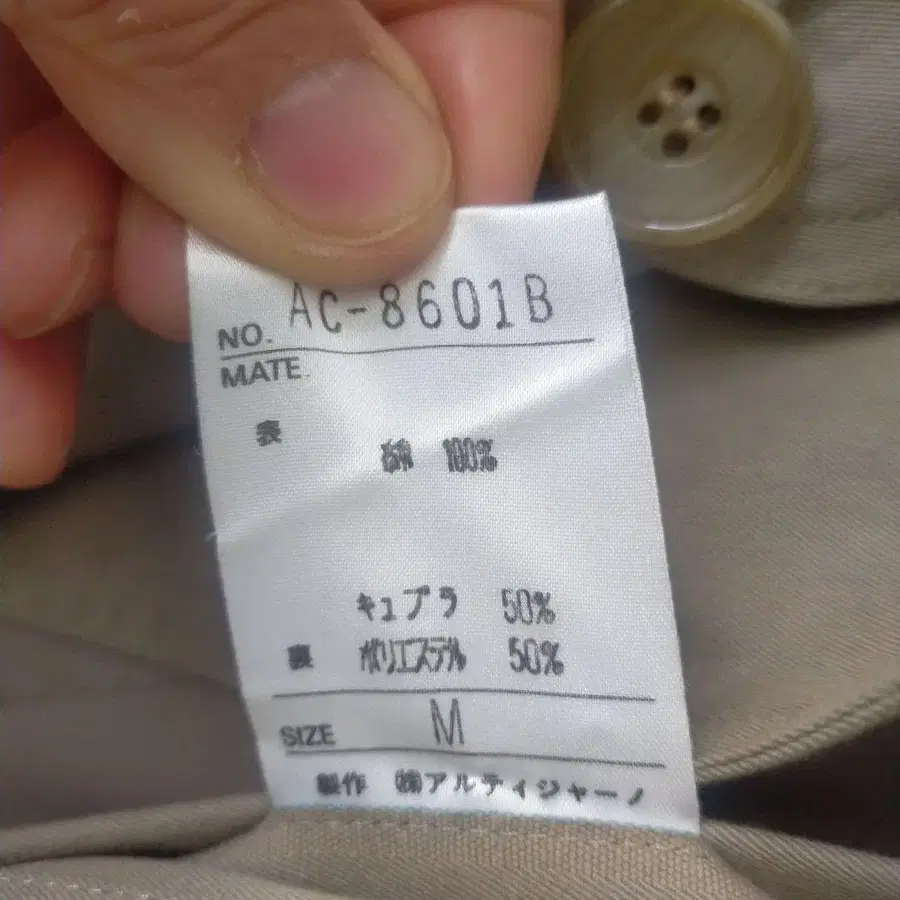 NO. AC-8601B
MATE.
表 綿 100%
キュプラ 50%
裏 ポリエステル 50%
SIZE M
製作 ㈱アルティジャーノ